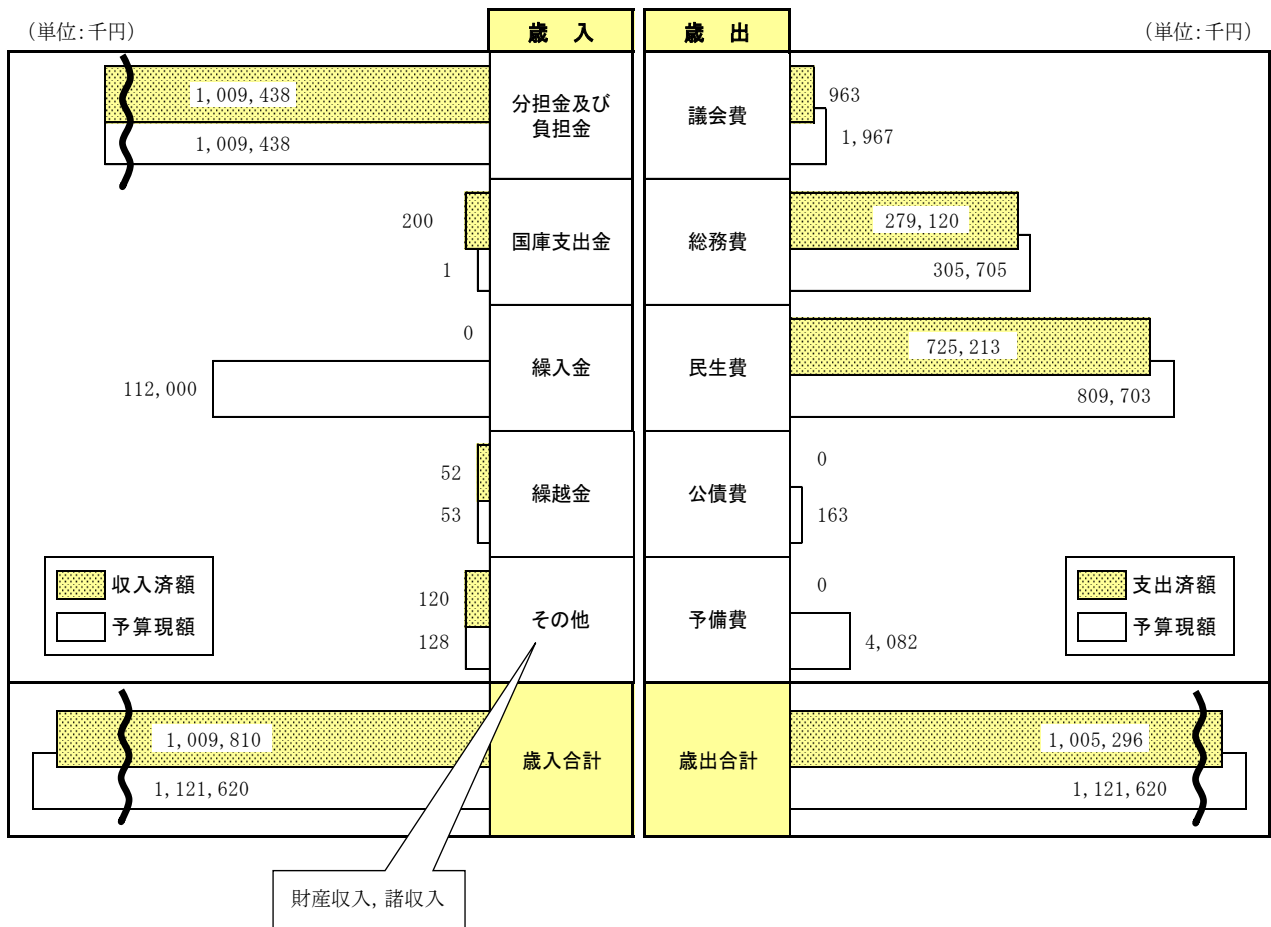 （単位：千円）
歳　入
歳　出
（単位：千円）
1,009,438
1,009,438
分担金及び
負担金
議会費
963
1,967
200
1
国庫支出金
総務費
279,120
305,705
0
112,000
繰入金
民生費
725,213
809,703
52
53
繰越金
公債費
0
163
収入済額
予算現額
120
128
その他
予備費
0
4,082
支出済額
予算現額
1,009,810
1,121,620
歳入合計
歳出合計
1,005,296
1,121,620
財産収入，諸収入